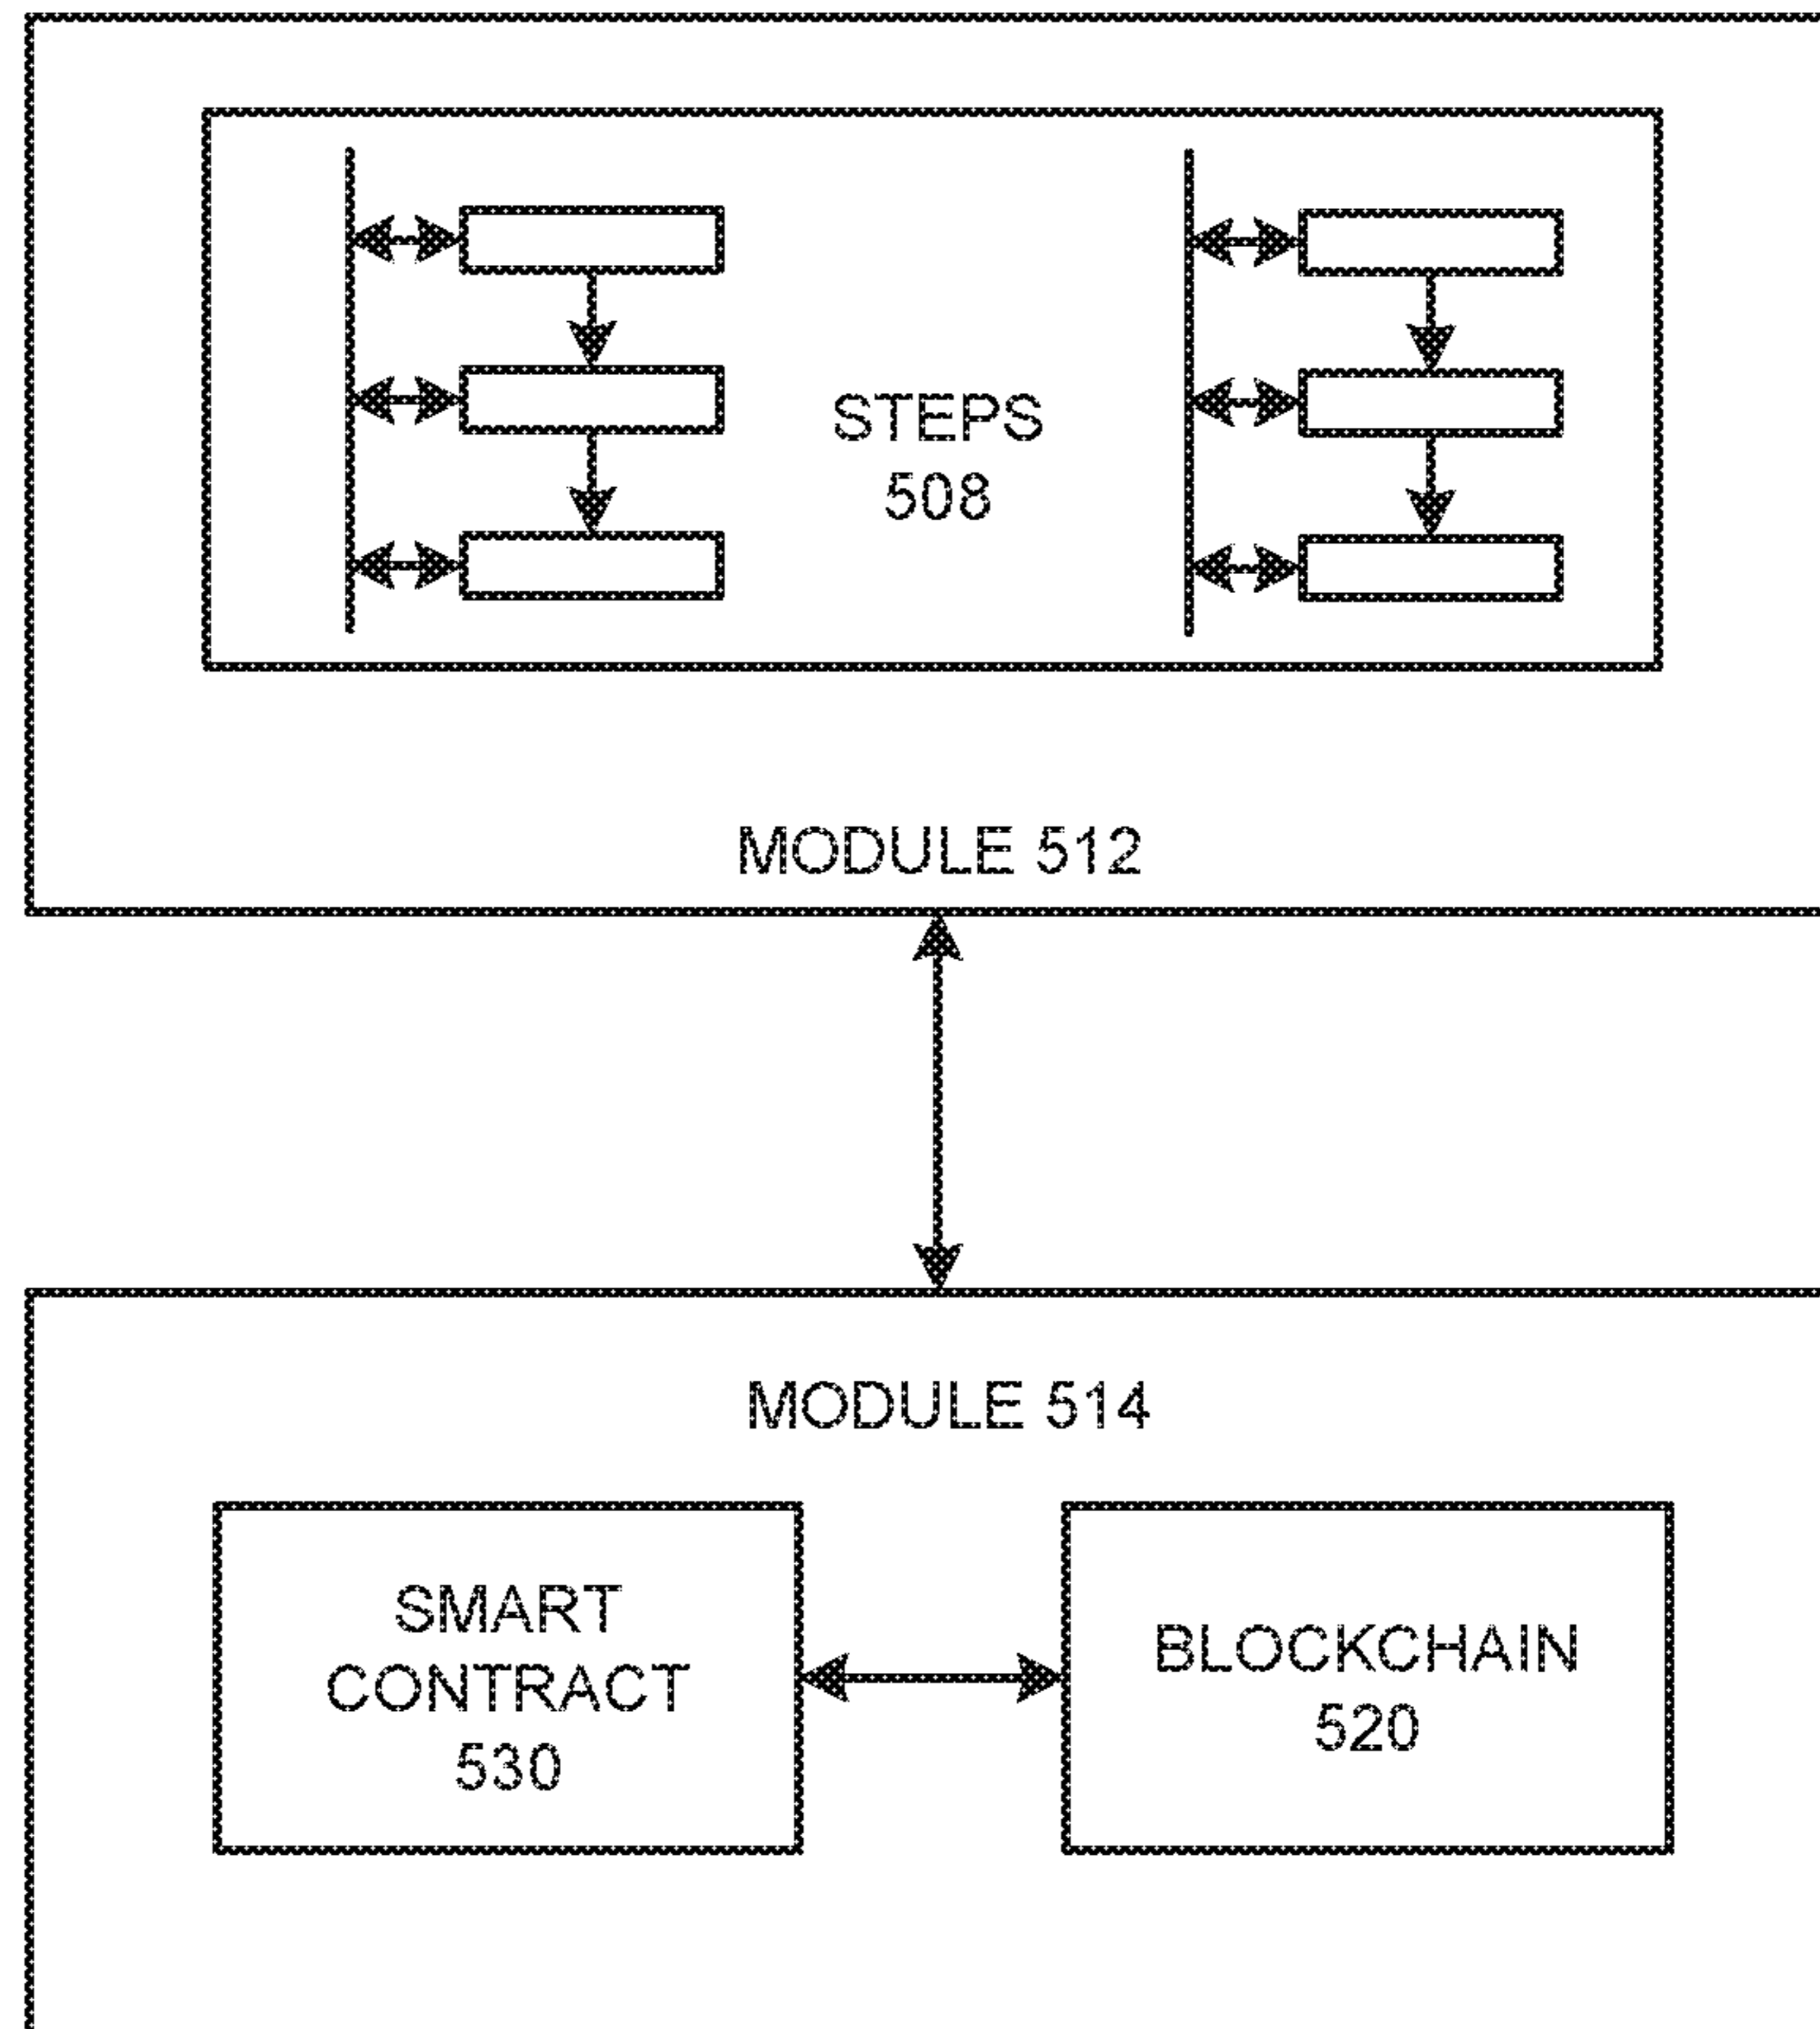 STEPS
508
MODULE 512
MODULE 514
SMART
CONTRACT
530
BLOCKCHAIN
520